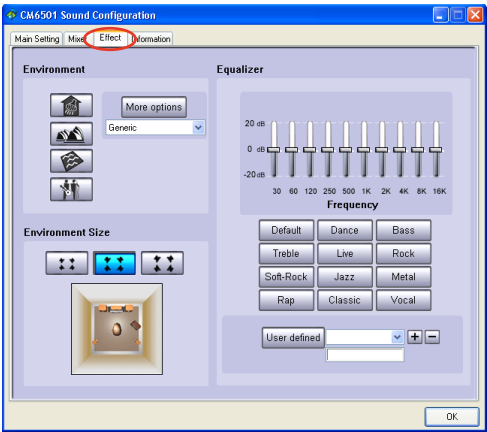 CM6501 Sound Configuration
Main Setting Mixer Effect Information
Environment
More options
Generic
Environment Size
Equalizer
20 dB
0 dB
-20 dB
30 60 120 250 500 1K 2K 4K 8K 16K
Frequency
Default Dance Bass
Treble Live Rock
Soft-Rock Jazz Metal
Rap Classic Vocal
User defined
OK